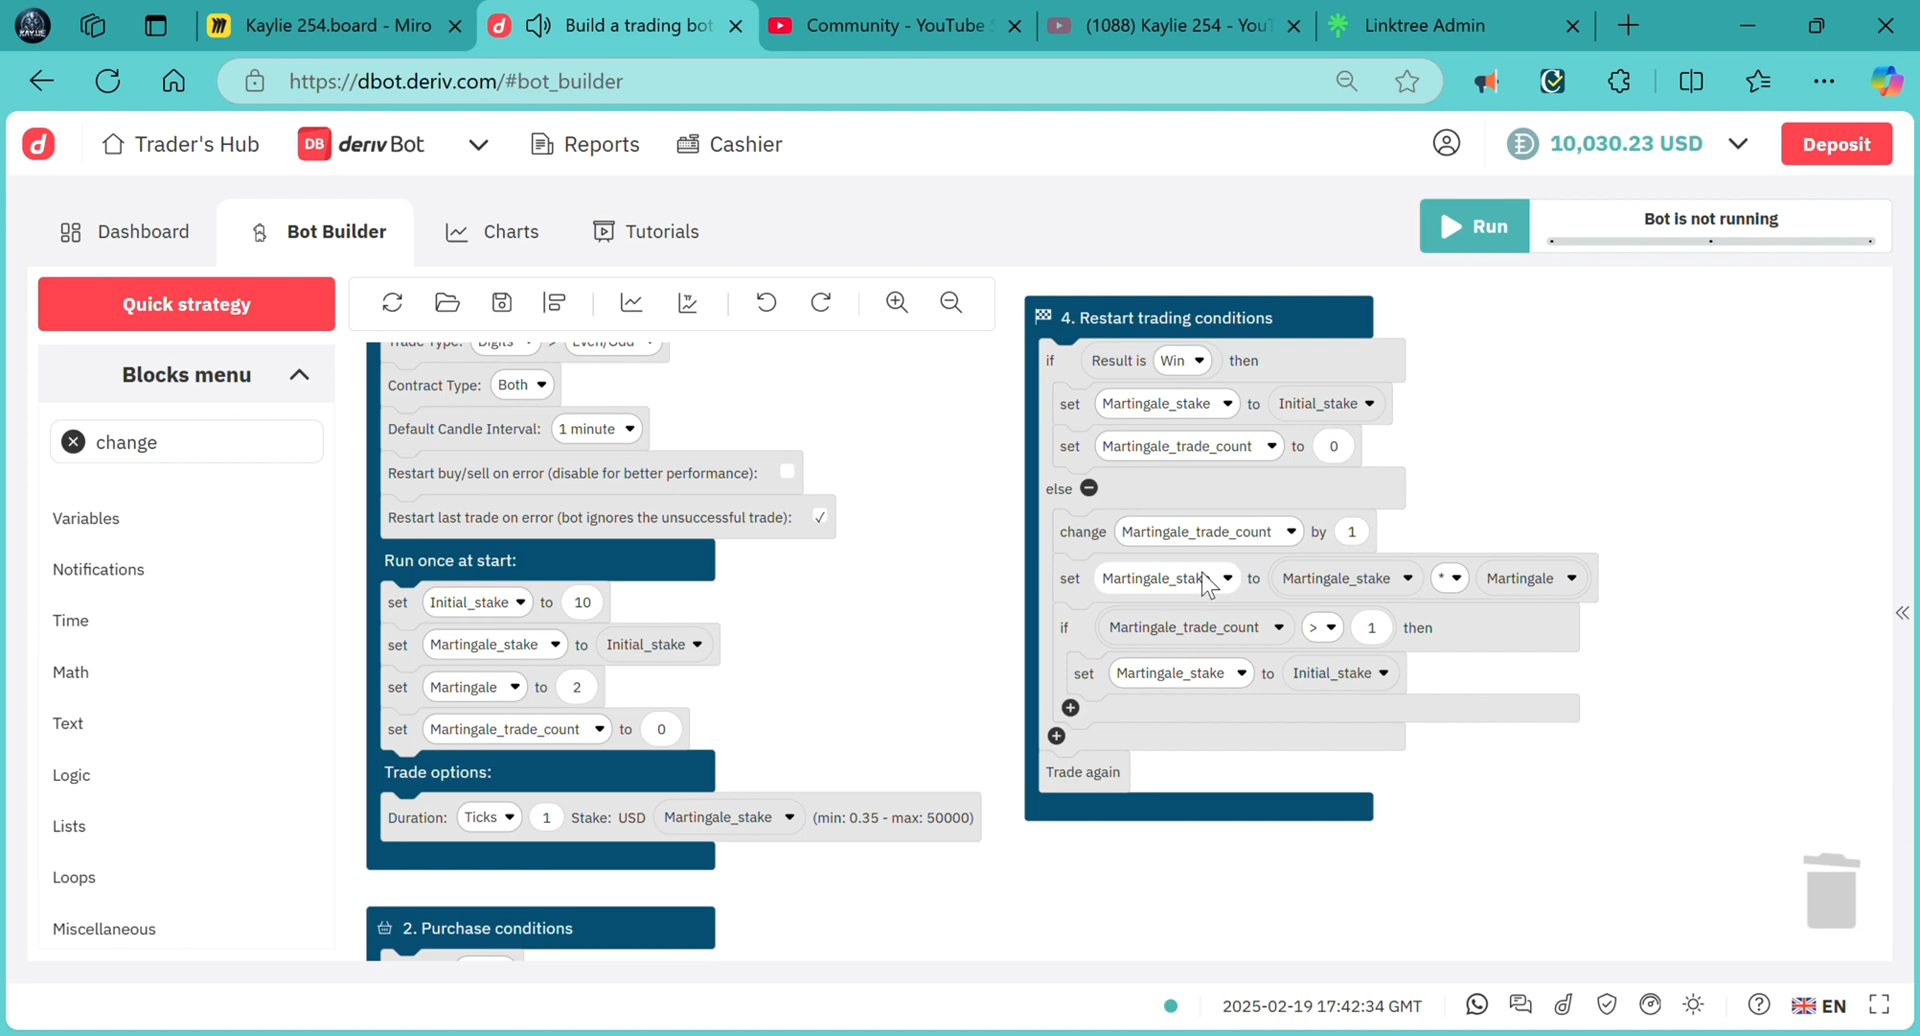 Kaylie 254.board - Miro
Build a trading bot
Community - YouTube S
(1088) Kaylie 254 - YouT
Linktree Admin
https://dbot.deriv.com/#bot_builder
Trader's Hub
DB deriv Bot
Reports
Cashier
10,030.23 USD
Deposit
Dashboard
Bot Builder
Charts
Tutorials
Run
Bot is not running
Quick strategy
Blocks menu
change
Variables
Notifications
Time
Math
Text
Logic
Lists
Loops
Miscellaneous
Trade Type: Digits > Even/Odd
Contract Type: Both
Default Candle Interval: 1 minute
Restart buy/sell on error (disable for better performance):
Restart last trade on error (bot ignores the unsuccessful trade): ✓
Run once at start:
set Initial_stake to 10
set Martingale_stake to Initial_stake
set Martingale to 2
set Martingale_trade_count to 0
Trade options:
Duration: Ticks 1 Stake: USD Martingale_stake (min: 0.35 - max: 50000)
2. Purchase conditions
4. Restart trading conditions
if Result is Win then
set Martingale_stake to Initial_stake
set Martingale_trade_count to 0
else
change Martingale_trade_count by 1
set Martingale_stake to Martingale_stake * Martingale
if Martingale_trade_count > 1 then
set Martingale_stake to Initial_stake
Trade again
2025-02-19 17:42:34 GMT
EN